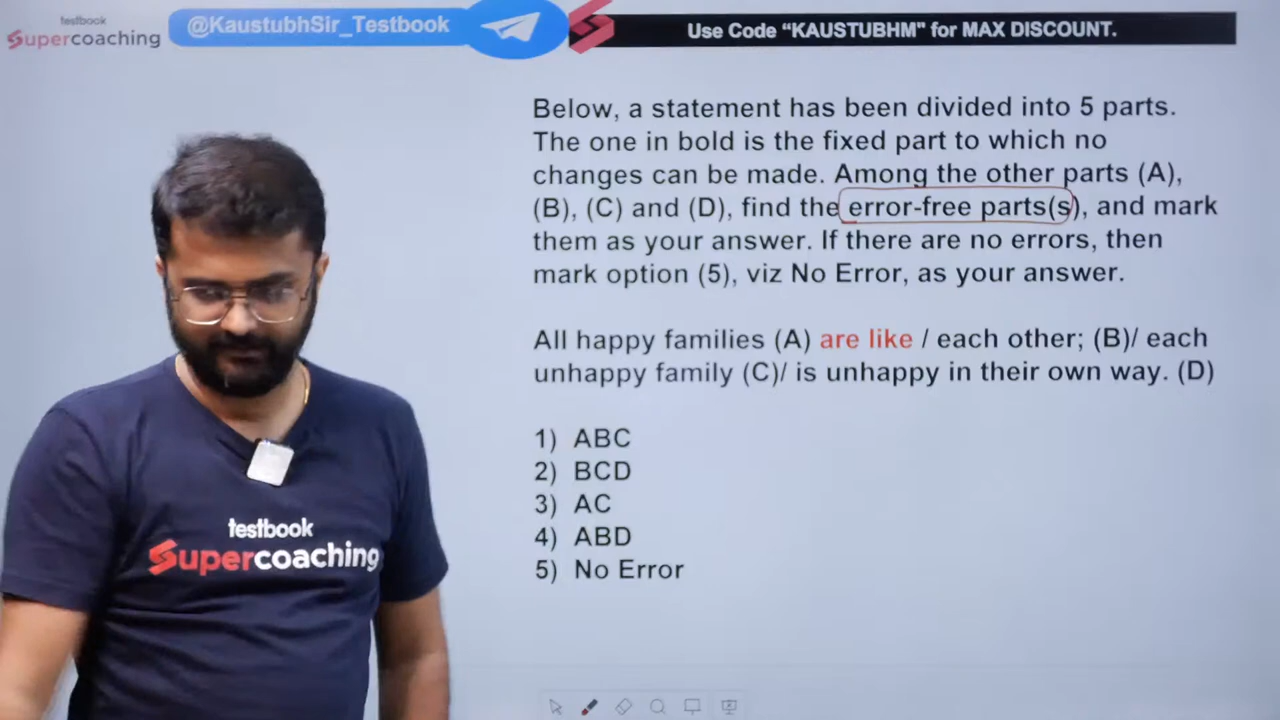 testbook
Supercoaching
@KaustubhSir_Testbook
Use Code “KAUSTUBHM” for MAX DISCOUNT.
Below, a statement has been divided into 5 parts.
The one in bold is the fixed part to which no
changes can be made. Among the other parts (A),
(B), (C) and (D), find the error-free parts(s), and mark
them as your answer. If there are no errors, then
mark option (5), viz No Error, as your answer.
All happy families (A) are like / each other; (B)/ each
unhappy family (C)/ is unhappy in their own way. (D)
1) ABC
2) BCD
3) AC
4) ABD
5) No Error
testbook
Supercoaching